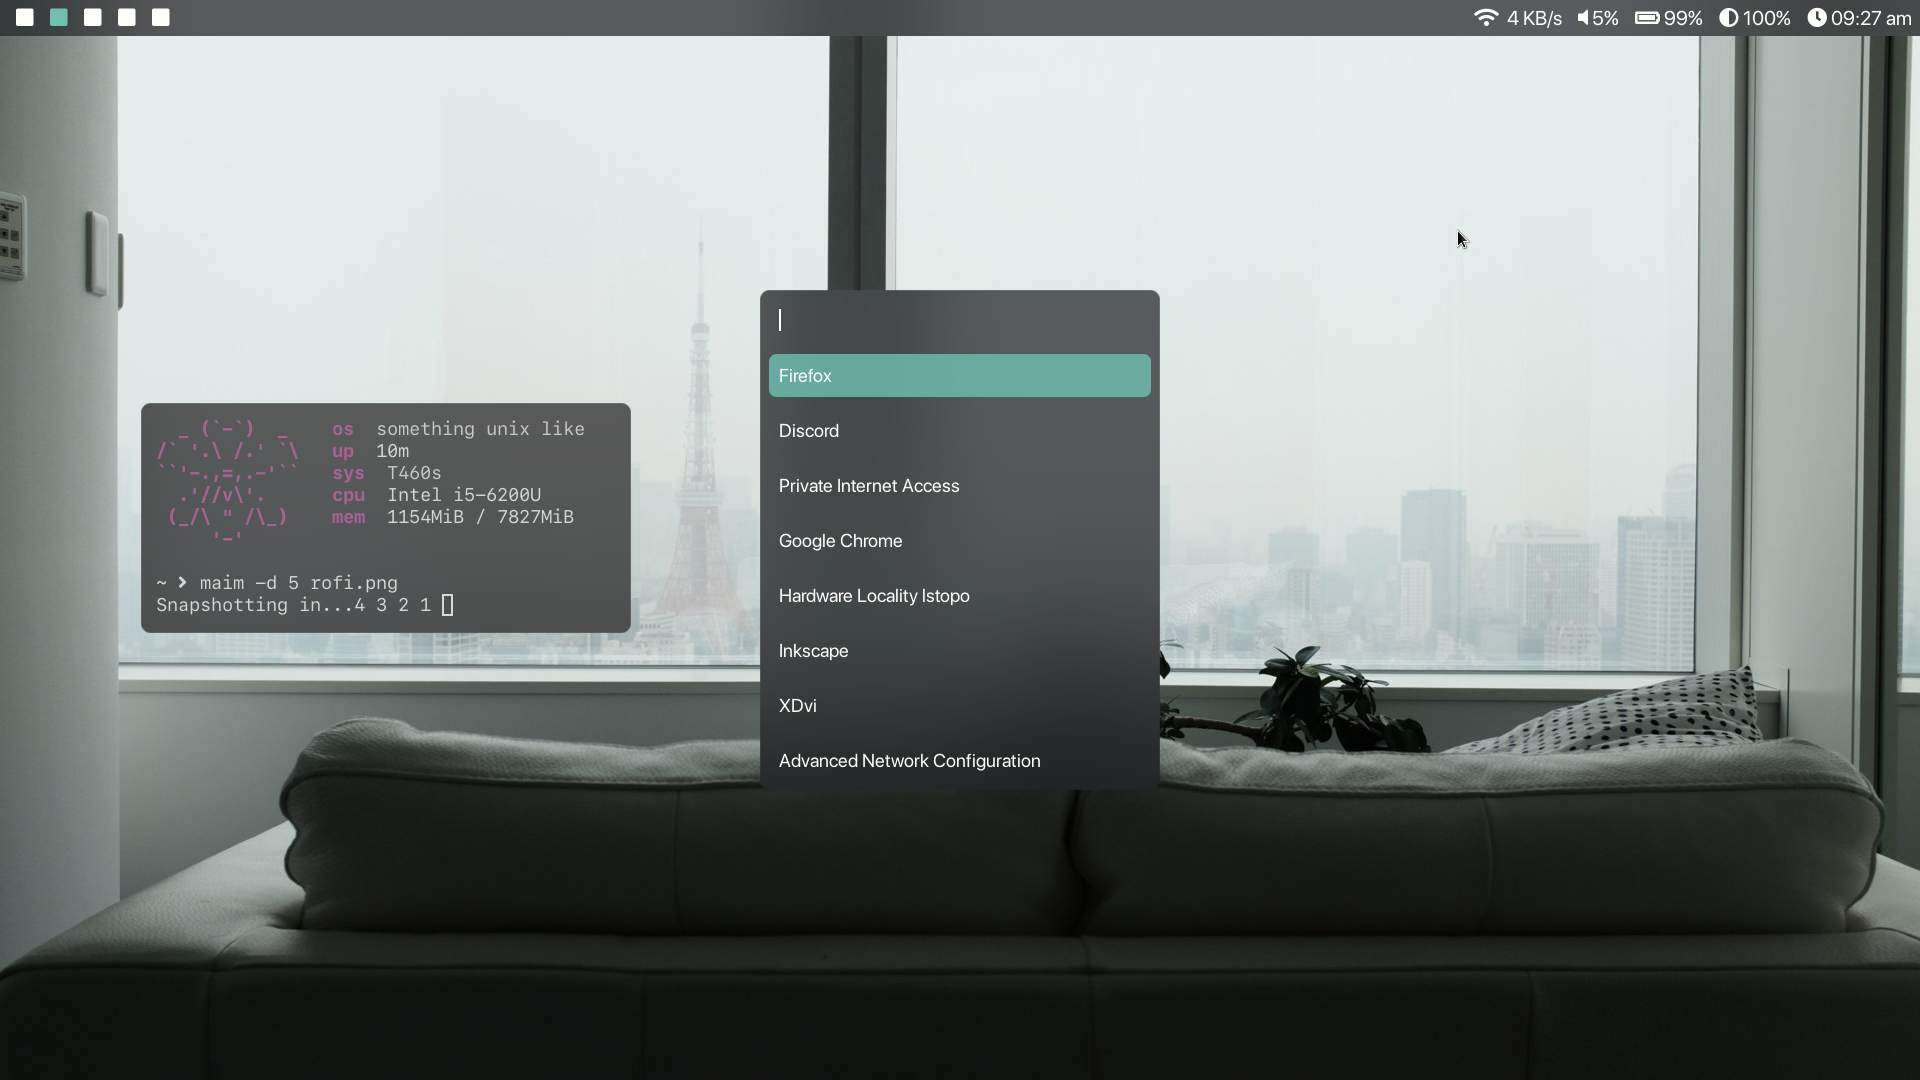 4 KB/s 5% 99% 100% 09:27 am
os something unix like
up 10m
sys T460s
cpu Intel i5-6200U
mem 1154MiB / 7827MiB
~ > maim -d 5 rofi.png
Snapshotting in...4 3 2 1
Firefox
Discord
Private Internet Access
Google Chrome
Hardware Locality lstopo
Inkscape
XDvi
Advanced Network Configuration